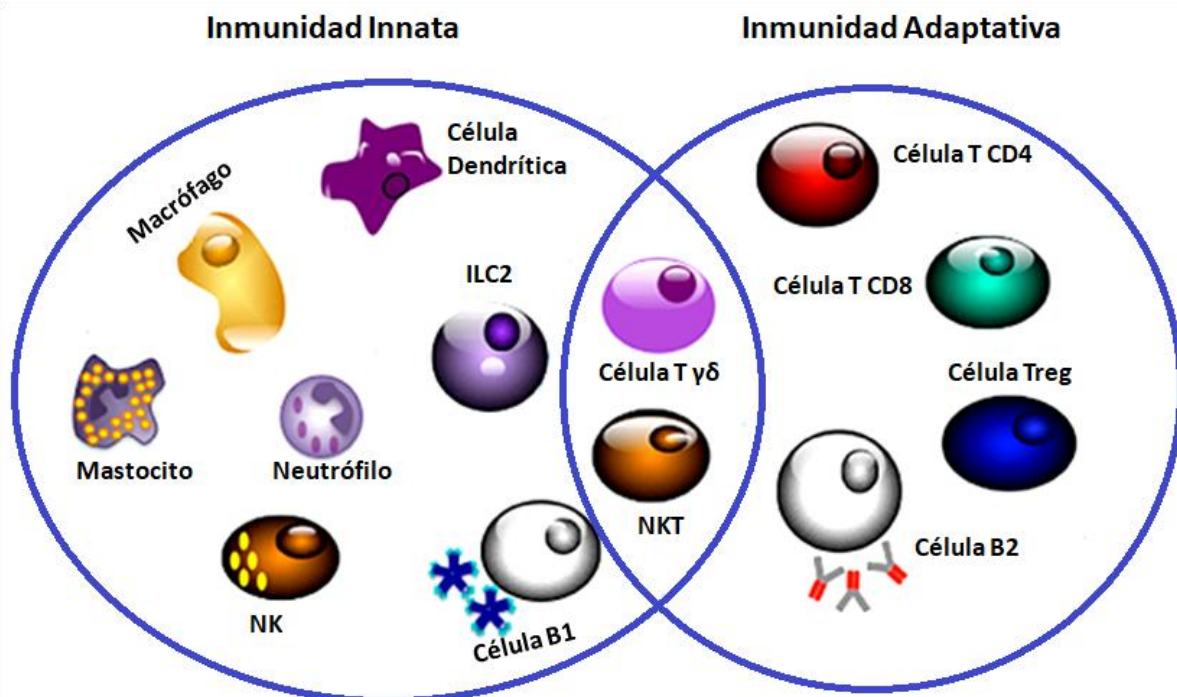 Inmunidad Innata
Inmunidad Adaptativa
Célula
Dendrítica
Macrófago
ILC2
Mastocito
Neutrófilo
NK
Célula B1
Célula T γδ
NKT
Célula T CD4
Célula T CD8
Célula Treg
Célula B2